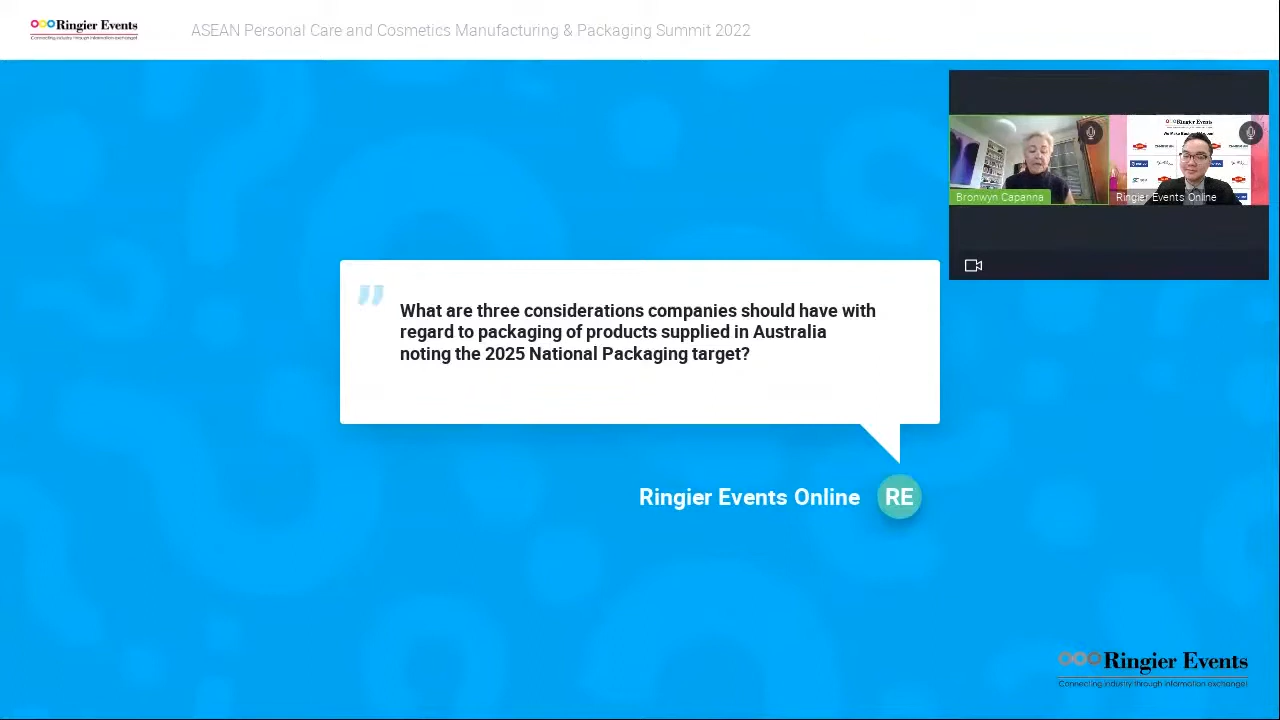 Ringier Events
Connecting industry through information exchange!
ASEAN Personal Care and Cosmetics Manufacturing & Packaging Summit 2022
Ringier Events
Bronwyn Capanna
Ringier Events Online
What are three considerations companies should have with
regard to packaging of products supplied in Australia
noting the 2025 National Packaging target?
Ringier Events Online
RE
Ringier Events
Connecting industry through information exchange!